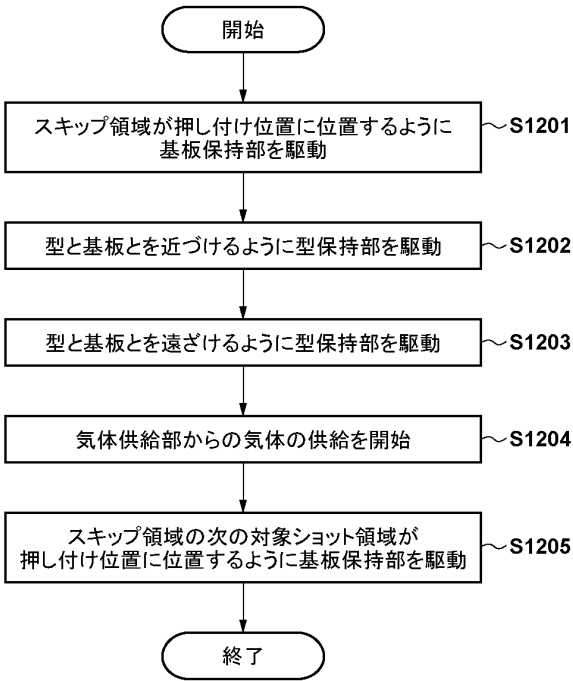 開始
スキップ領域が押し付け位置に位置するように
基板保持部を駆動
S1201
型と基板とを近づけるように型保持部を駆動
S1202
型と基板とを遠ざけるように型保持部を駆動
S1203
気体供給部からの気体の供給を開始
S1204
スキップ領域の次の対象ショット領域が
押し付け位置に位置するように基板保持部を駆動
S1205
終了